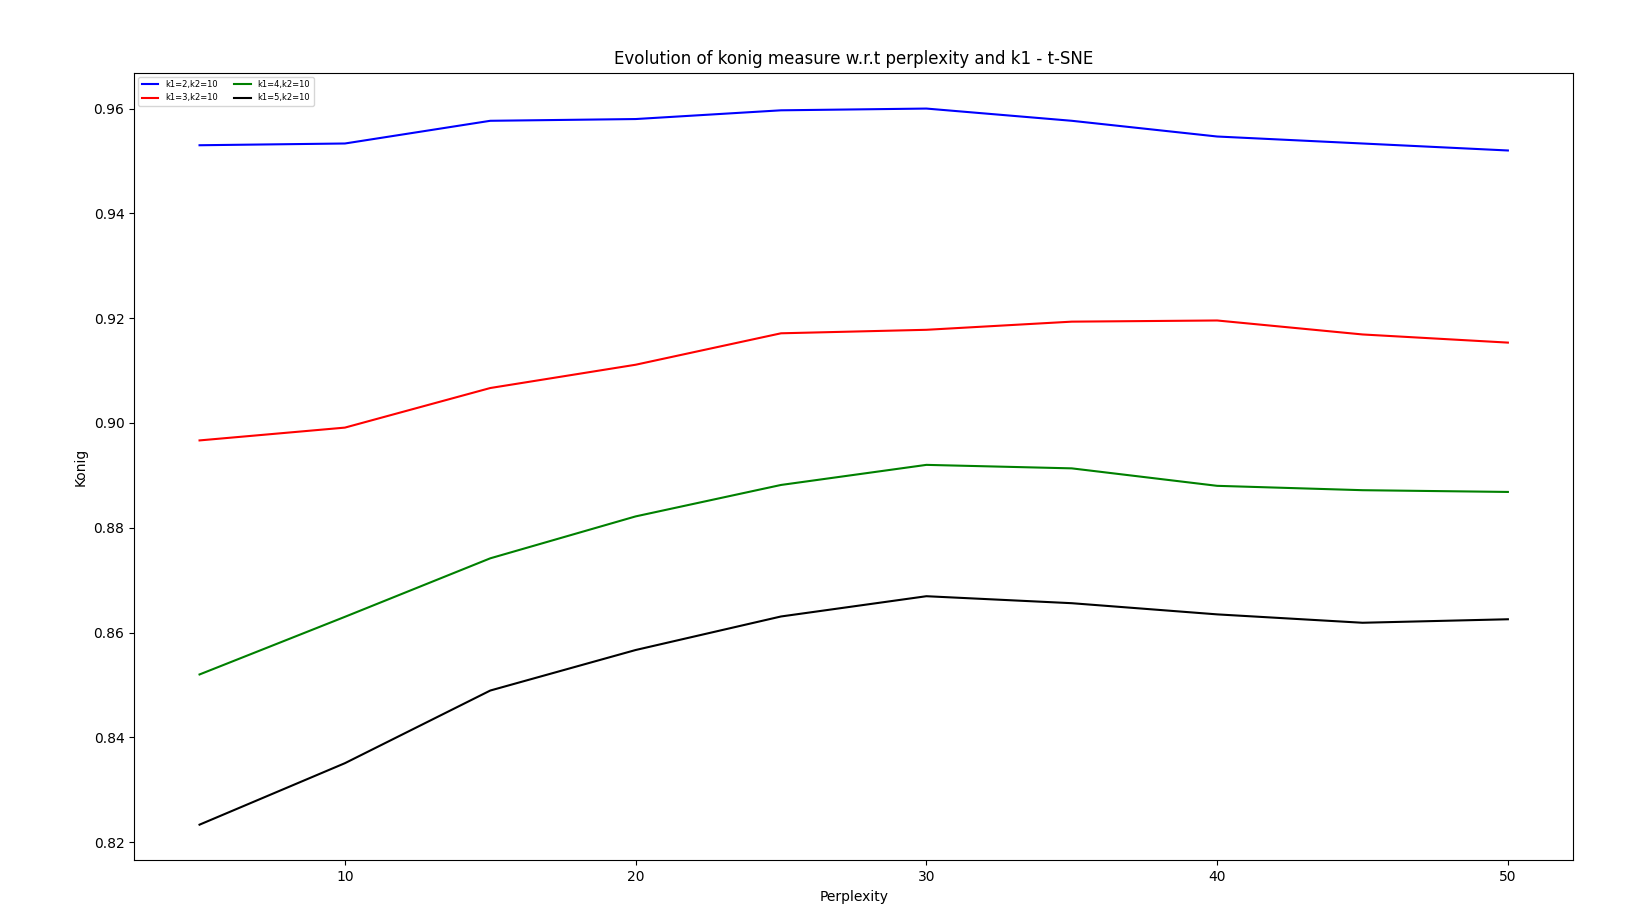 Evolution of konig measure w.r.t perplexity and k1 - t-SNE
k1=2,k2=10 k1=4,k2=10
k1=3,k2=10 k1=5,k2=10
0.96
0.94
0.92
0.90
0.88
0.86
0.84
0.82
Konig
10 20 30 40 50
Perplexity